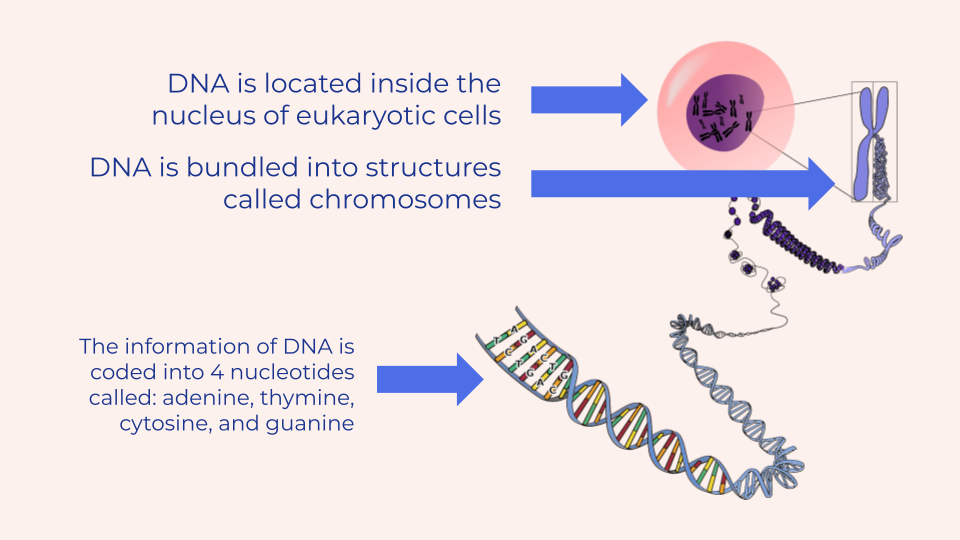 DNA is located inside the
nucleus of eukaryotic cells
DNA is bundled into structures
called chromosomes
The information of DNA is
coded into 4 nucleotides
called: adenine, thymine,
cytosine, and guanine